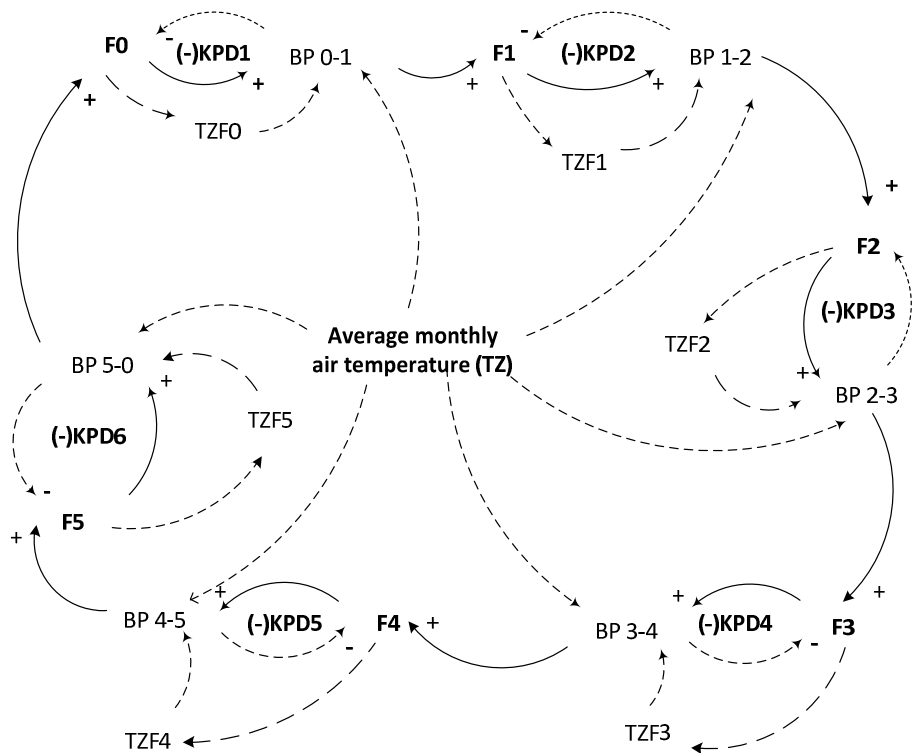 F0
-
(-)KPD1
+
BP 0-1
+
TZF0
F1
-
(-)KPD2
+
BP 1-2
+
TZF1
+
F2
(-)KPD3
TZF2
+
BP 2-3
Average monthly
air temperature (TZ)
BP 5-0
+
TZF5
(-)KPD6
-
F5
+
BP 4-5
+
(-)KPD5
-
F4
+
TZF4
BP 3-4
+
(-)KPD4
-
F3
+
TZF3